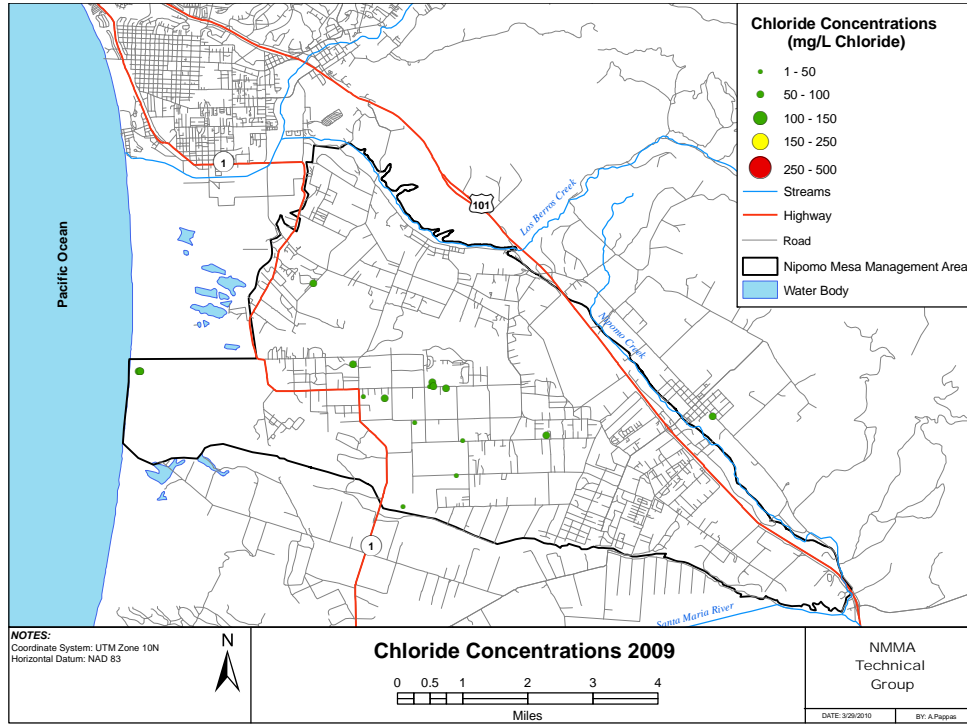 Chloride Concentrations
(mg/L Chloride)
1 - 50
50 - 100
100 - 150
150 - 250
250 - 500
Streams
Highway
Road
Nipomo Mesa Management Area
Water Body
1
101
Los Berros Creek
Pacific Ocean
Nipomo Creek
1
Santa Maria River
NOTES:
Coordinate System: UTM Zone 10N
Horizontal Datum: NAD 83
N
Chloride Concentrations 2009
0 0.5 1 2 3 4
Miles
NMMA
Technical
Group
DATE: 3/29/2010
BY: A.Pappas